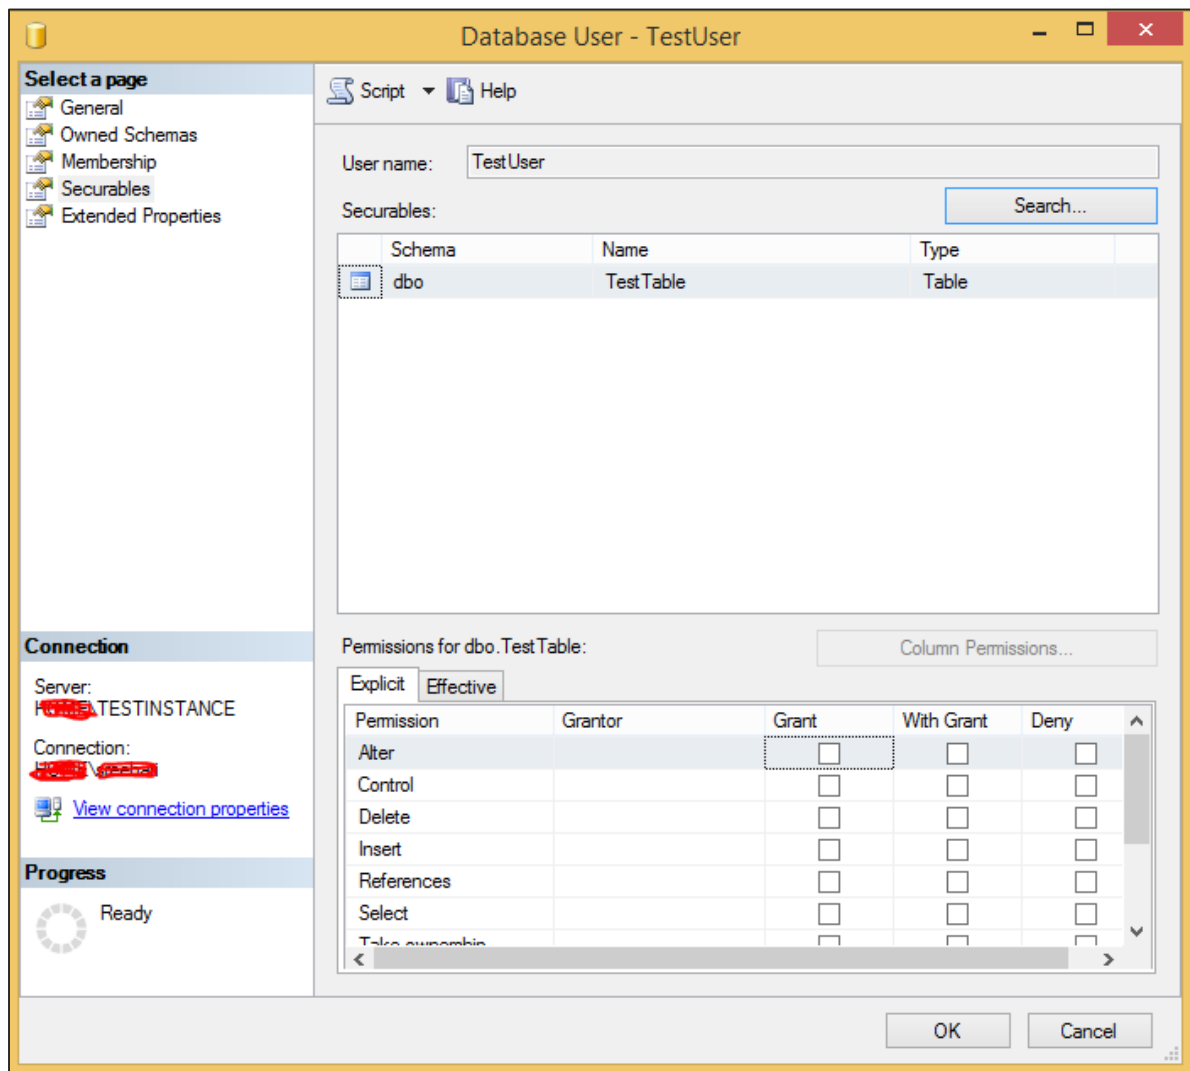 Database User - TestUser
Select a page
General
Owned Schemas
Membership
Securables
Extended Properties
Script
Help
User name:
TestUser
Securables:
Search...
Schema Name Type
dbo TestTable Table
Connection
Server:
TESTINSTANCE
Connection:
View connection properties
Progress
Ready
Permissions for dbo.TestTable:
Column Permissions...
Explicit
Effective
Permission Grantor Grant With Grant Deny
Alter
Control
Delete
Insert
References
Select
Take ownership
OK
Cancel